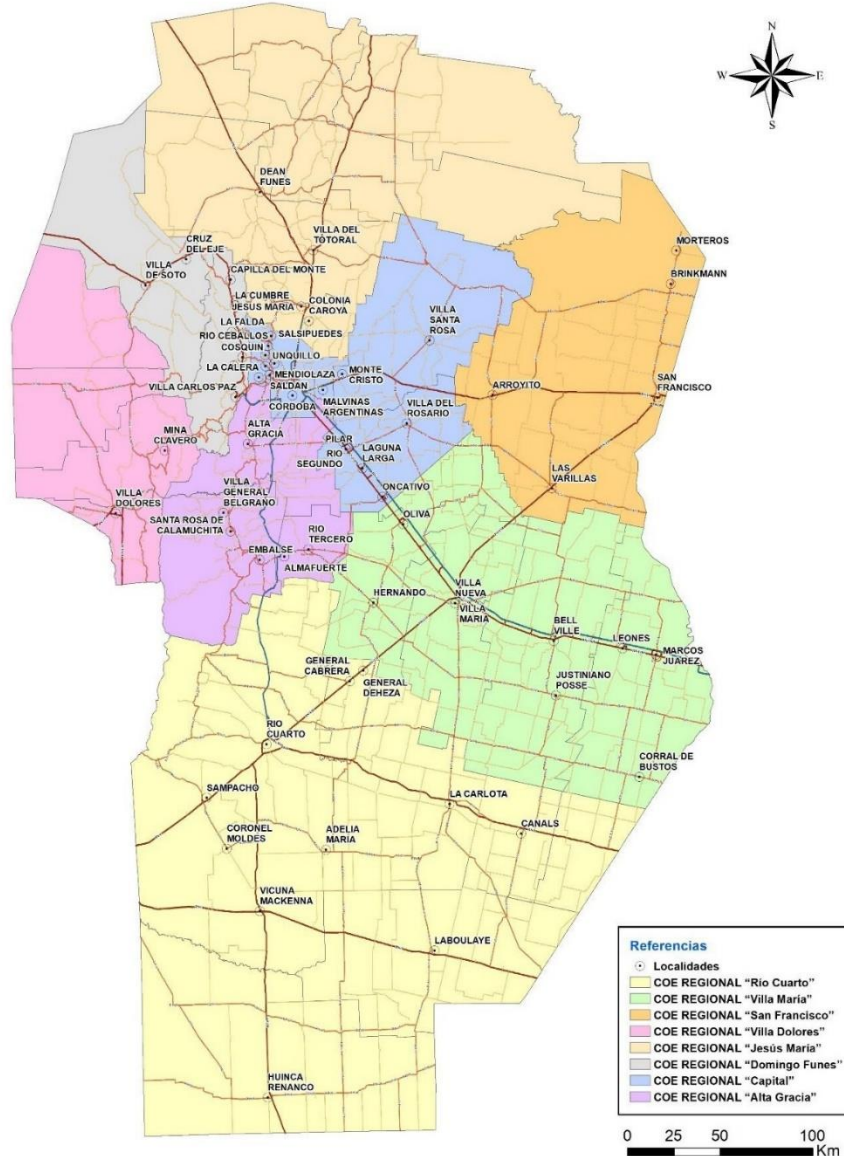 N
W
E
S
DEAN
FUNES
MORTEROS
CRUZ
DEL EJE
VILLA DEL
TOTORAL
VILLA
DE SOTO
CAPILLA DEL MONTE
BRINKMANN
LA CUMBRE
JESUS MARIA
COLONIA
CAROYA
VILLA
SANTA
ROSA
LA FALDA
RIO CEBALLOS
SALSIPUEDES
COSQUIN
UNQUILLO
LA CALERA
MENDIOLAZA
MONTE
CRISTO
SAN
FRANCISCO
VILLA CARLOS PAZ
SALDAN
CORDOBA
MALVINAS
ARGENTINAS
ARROYITO
VILLA DEL
ROSARIO
MINA
CLAVERO
ALTA
GRACIA
PILAR
RIO
SEGUNDO
LAGUNA
LARGA
LAS
VARILLAS
VILLA
DOLORES
VILLA
GENERAL
BELGRANO
ONCATIVO
SANTA ROSA DE
CALAMUCHITA
OLIVA
RIO
TERCERO
EMBALSE
ALMAFUERTE
HERNANDO
VILLA
NUEVA
VILLA
MARIA
BELL
VILLE
LEONES
MARCOS
JUAREZ
GENERAL
CABRERA
GENERAL
DEHEZA
JUSTINIANO
POSSE
RIO
CUARTO
CORRAL DE
BUSTOS
SAMPACHO
LA CARLOTA
CORONEL
MOLDES
ADELIA
MARIA
CANALS
VICUNA
MACKENNA
LABOULAYE
HUINCA
RENANCO
Referencias
Localidades
COE REGIONAL "Río Cuarto"
COE REGIONAL "Villa María"
COE REGIONAL "San Francisco"
COE REGIONAL "Villa Dolores"
COE REGIONAL "Jesús María"
COE REGIONAL "Domingo Funes"
COE REGIONAL "Capital"
COE REGIONAL "Alta Gracia"
0 25 50 100
Km